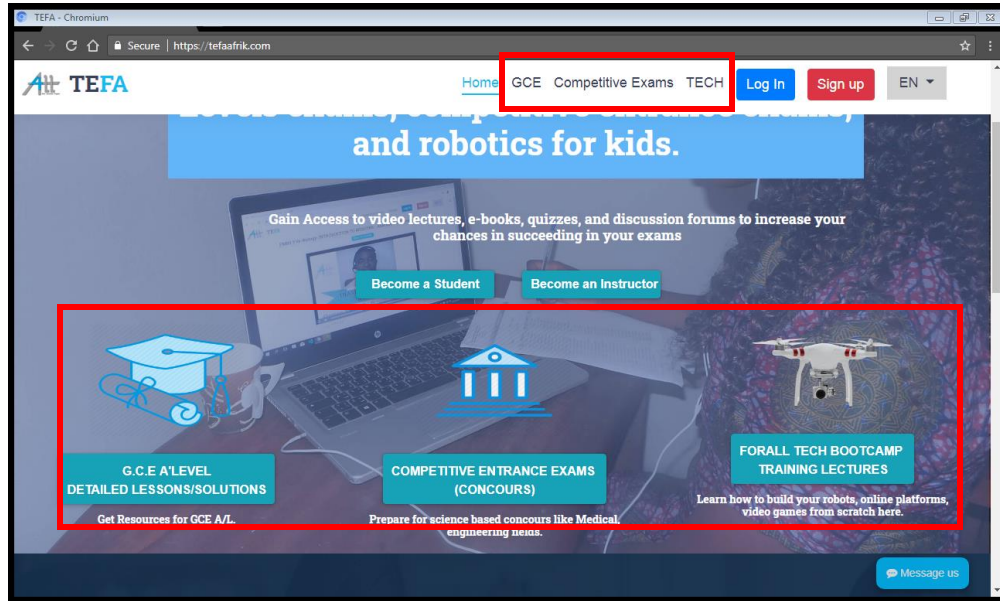 TEFA - Chromium
Secure | https://tefaafrik.com
Att TEFA
Home GCE Competitive Exams TECH Log In Sign up EN
and robotics for kids.
Gain Access to video lectures, e-books, quizzes, and discussion forums to increase your
chances in succeeding in your exams
Become a Student Become an Instructor
G.C.E A'LEVEL
DETAILED LESSONS/SOLUTIONS
Get Resources for GCE A/L.
COMPETITIVE ENTRANCE EXAMS
(CONCOURS)
Prepare for science based concours like Medical,
engineering fields.
FORALL TECH BOOTCAMP
TRAINING LECTURES
Learn how to build your robots, online platforms,
video games from scratch here.
Message us